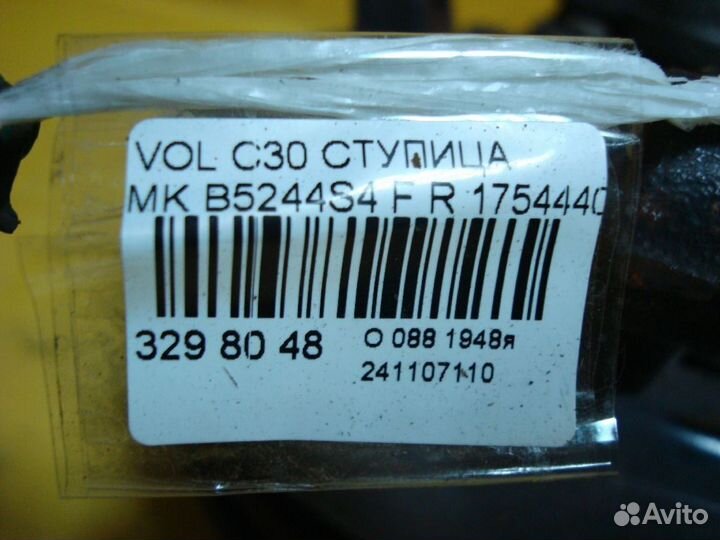 VOL C30 СТУПИЦА
MK B5244S4 F R 1754440
329 80 48
О 088 1948я
241107110
Avito